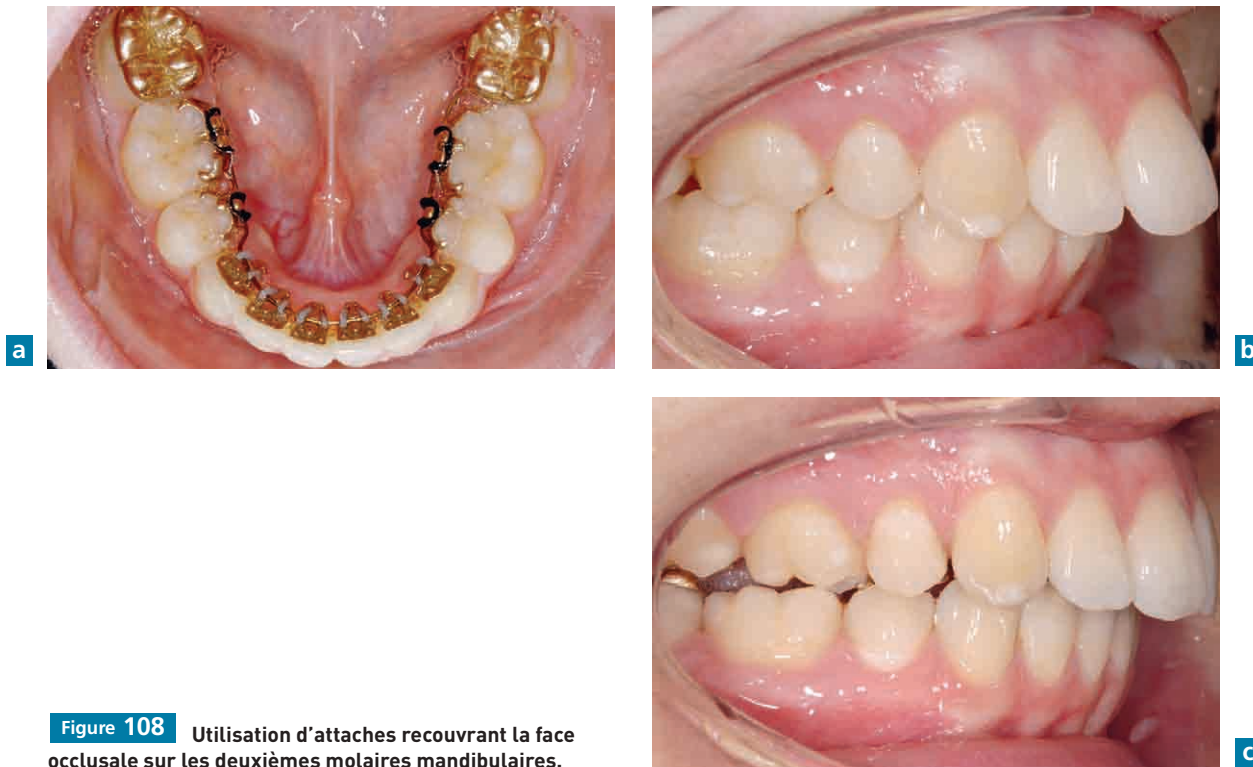 a
b
c
Figure 108 Utilisation d'attaches recouvrant la face
occlusale sur les deuxièmes molaires mandibulaires.